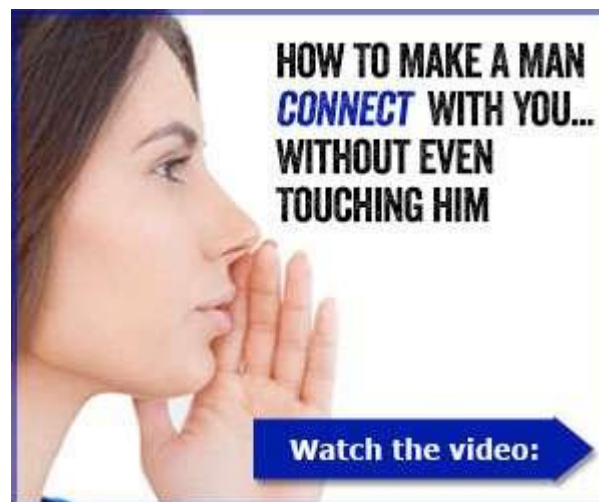 HOW TO MAKE A MAN
CONNECT WITH YOU...
WITHOUT EVEN
TOUCHING HIM
Watch the video: